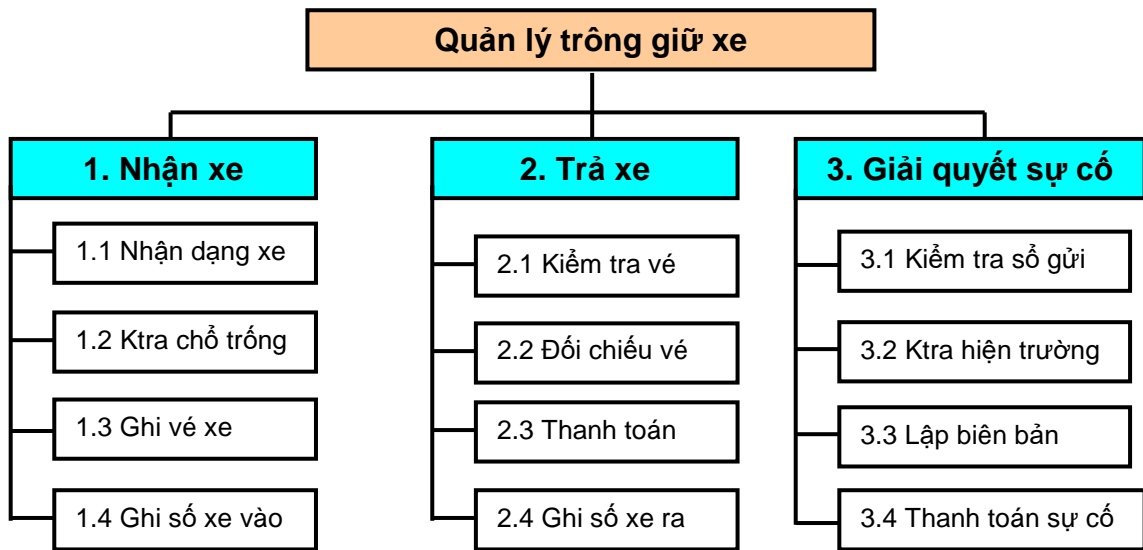 Quản lý trông giữ xe
1. Nhận xe
1.1 Nhận dạng xe
1.2 Ktra chổ trống
1.3 Ghi vé xe
1.4 Ghi số xe vào
2. Trả xe
2.1 Kiểm tra vé
2.2 Đối chiếu vé
2.3 Thanh toán
2.4 Ghi số xe ra
3. Giải quyết sự cố
3.1 Kiểm tra sổ gửi
3.2 Ktra hiện trường
3.3 Lập biên bản
3.4 Thanh toán sự cố